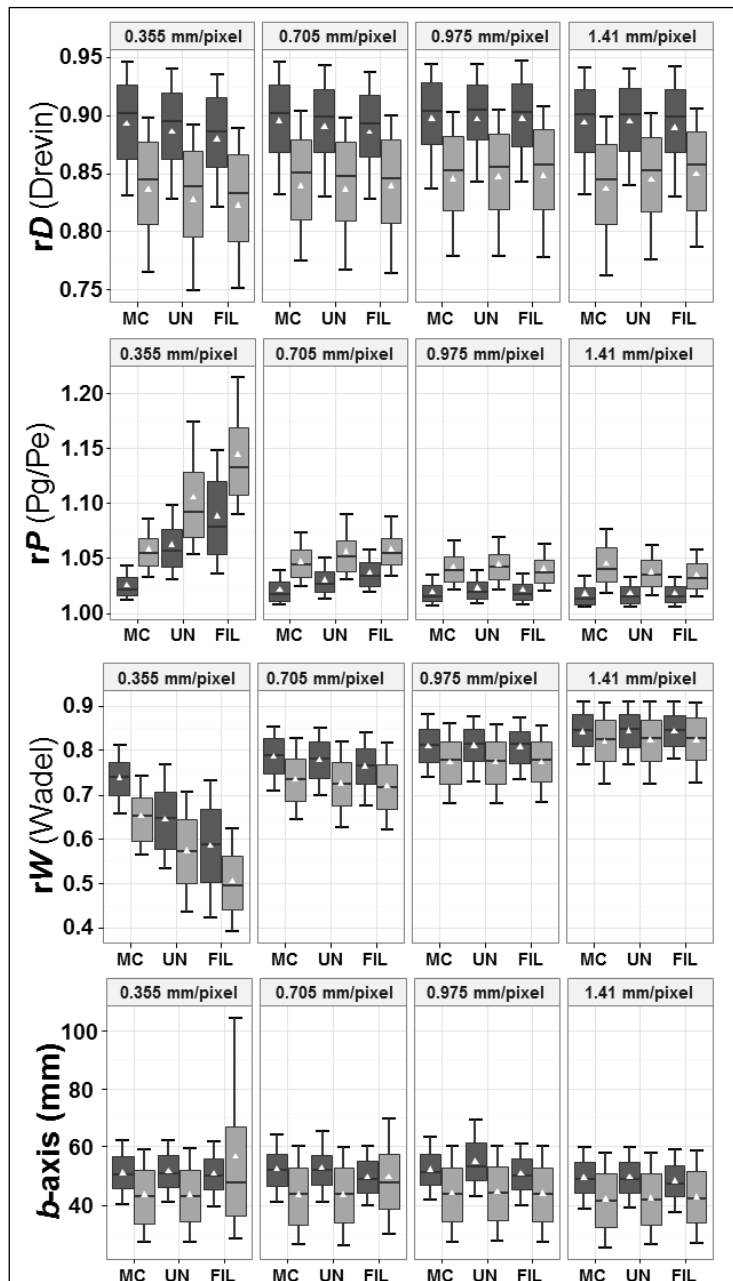 0.355 mm/pixel 0.705 mm/pixel 0.975 mm/pixel 1.41 mm/pixel
rD (Drevin)
0.95
0.90
0.85
0.80
0.75
MC UN FIL MC UN FIL MC UN FIL MC UN FIL
0.355 mm/pixel 0.705 mm/pixel 0.975 mm/pixel 1.41 mm/pixel
rP (Pg/Pe)
1.20
1.15
1.10
1.05
1.00
MC UN FIL MC UN FIL MC UN FIL MC UN FIL
0.355 mm/pixel 0.705 mm/pixel 0.975 mm/pixel 1.41 mm/pixel
rW (Wadel)
0.9
0.8
0.7
0.6
0.5
0.4
MC UN FIL MC UN FIL MC UN FIL MC UN FIL
0.355 mm/pixel 0.705 mm/pixel 0.975 mm/pixel 1.41 mm/pixel
b-axis (mm)
100
80
60
40
MC UN FIL MC UN FIL MC UN FIL MC UN FIL